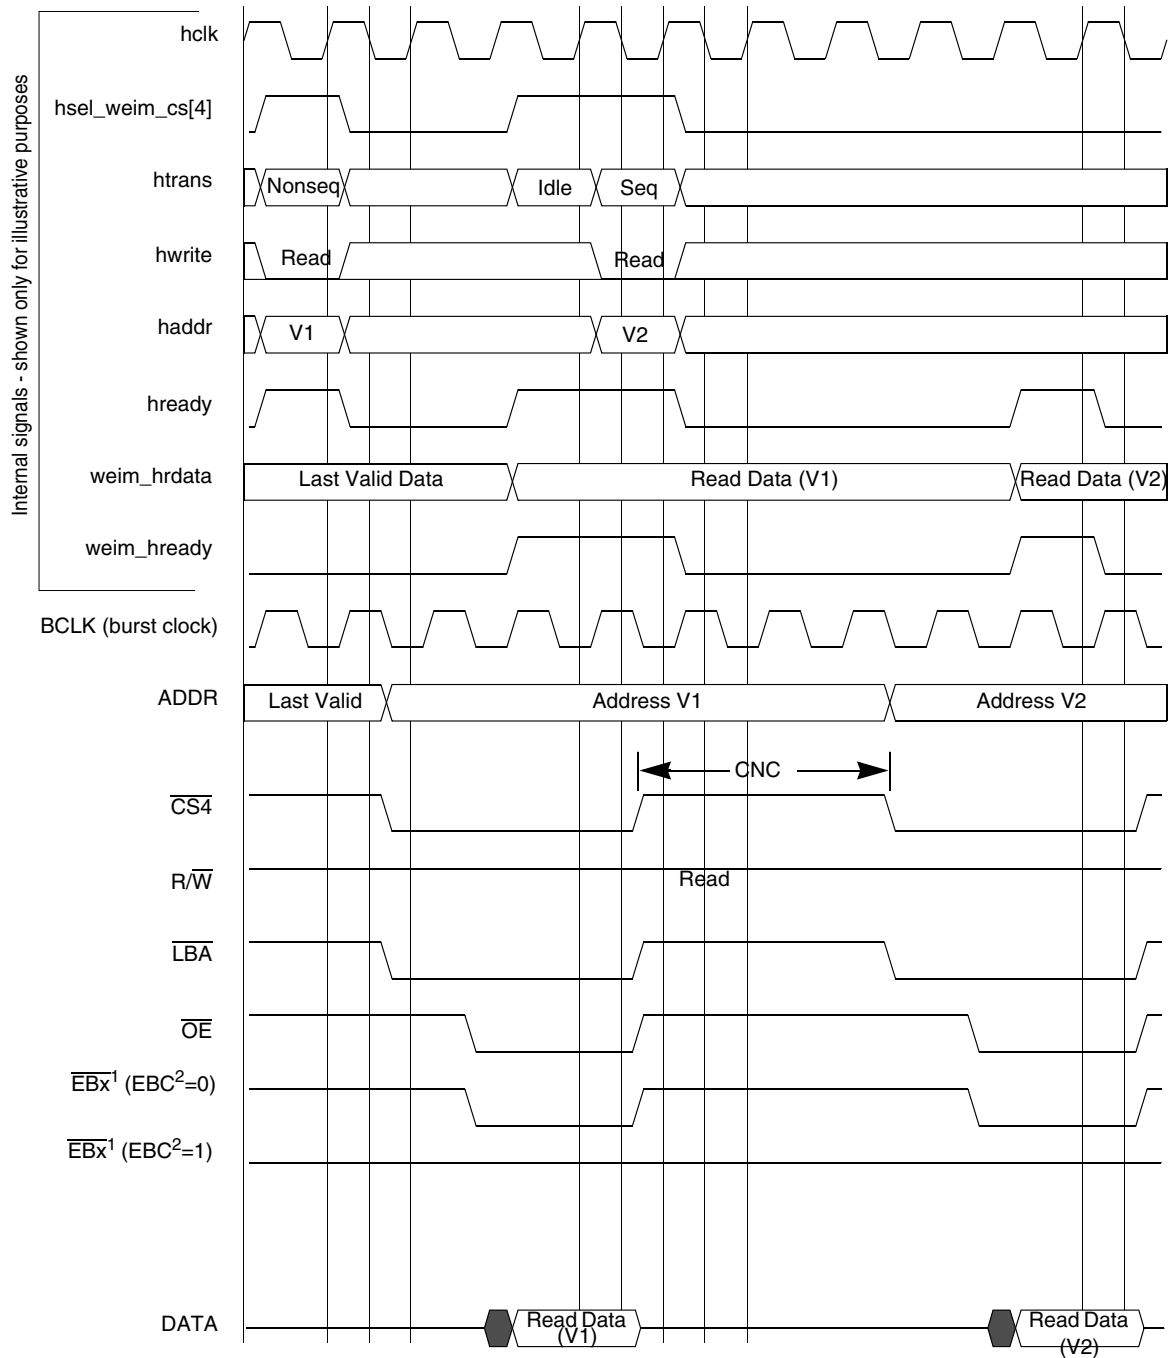 Internal signals - shown only for illustrative purposes
hclk
hsel_weim_cs[4]
htrans
Nonseq
Idle
Seq
hwrite
Read
Read
haddr
V1
V2
hready
weim_hrdata
Last Valid Data
Read Data (V1)
Read Data (V2)
weim_hready
BCLK (burst clock)
ADDR
Last Valid
Address V1
Address V2
CNC
CS4
R/W
Read
LBA
OE
EBx1 (EBC2=0)
EBx1 (EBC2=1)
DATA
Read Data
(V1)
Read Data
(V2)